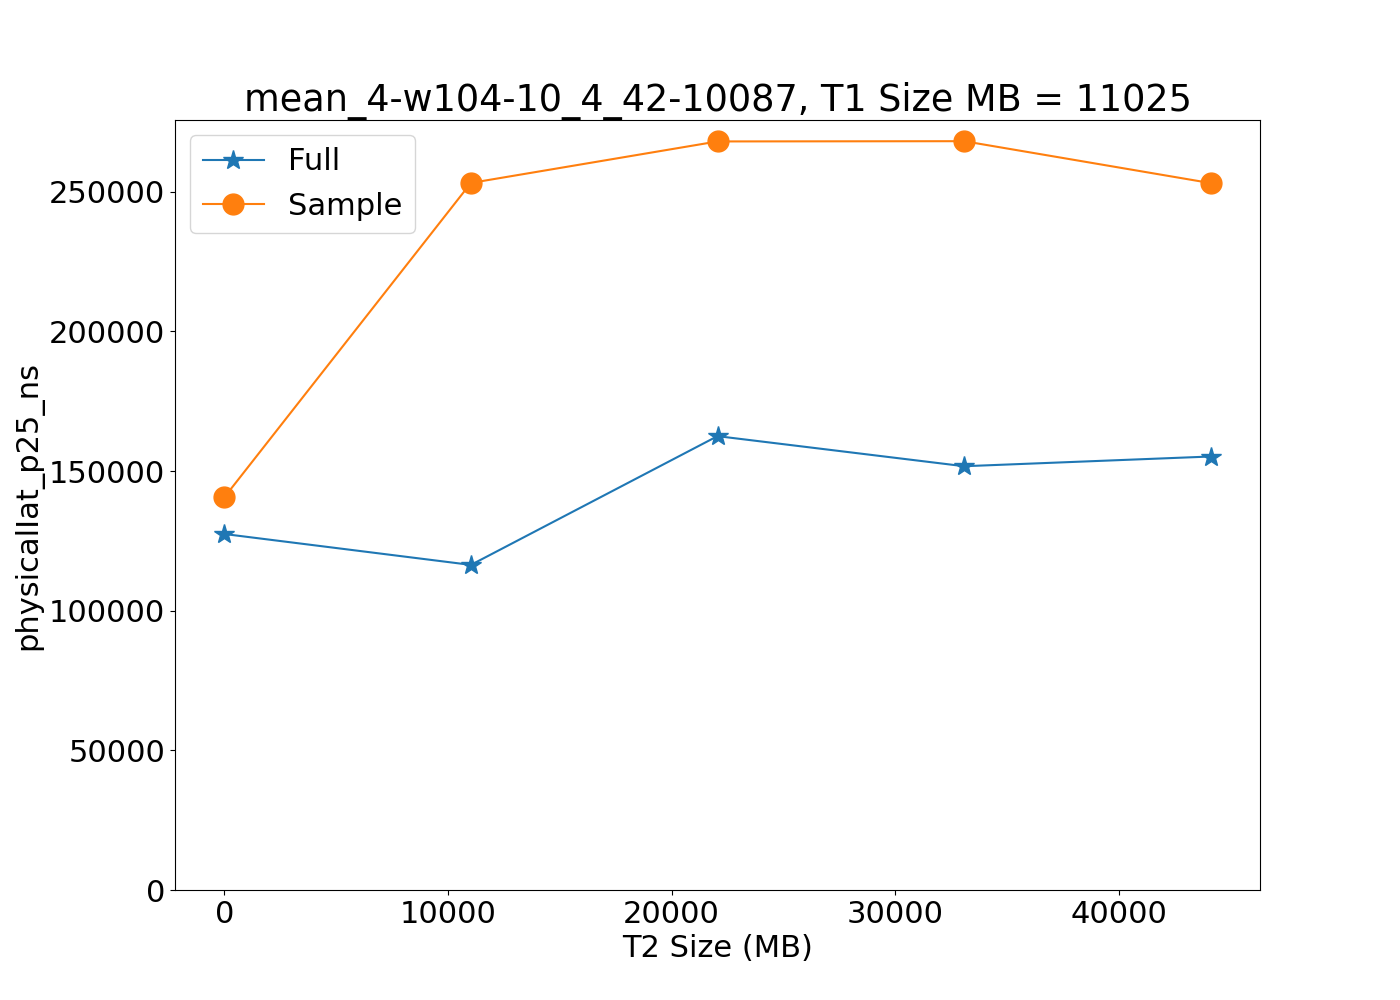 mean_4-w104-10_4_42-10087, T1 Size MB = 11025
Full
Sample
physicallat_p25_ns
250000
200000
150000
100000
50000
0
0 10000 20000 30000 40000
T2 Size (MB)